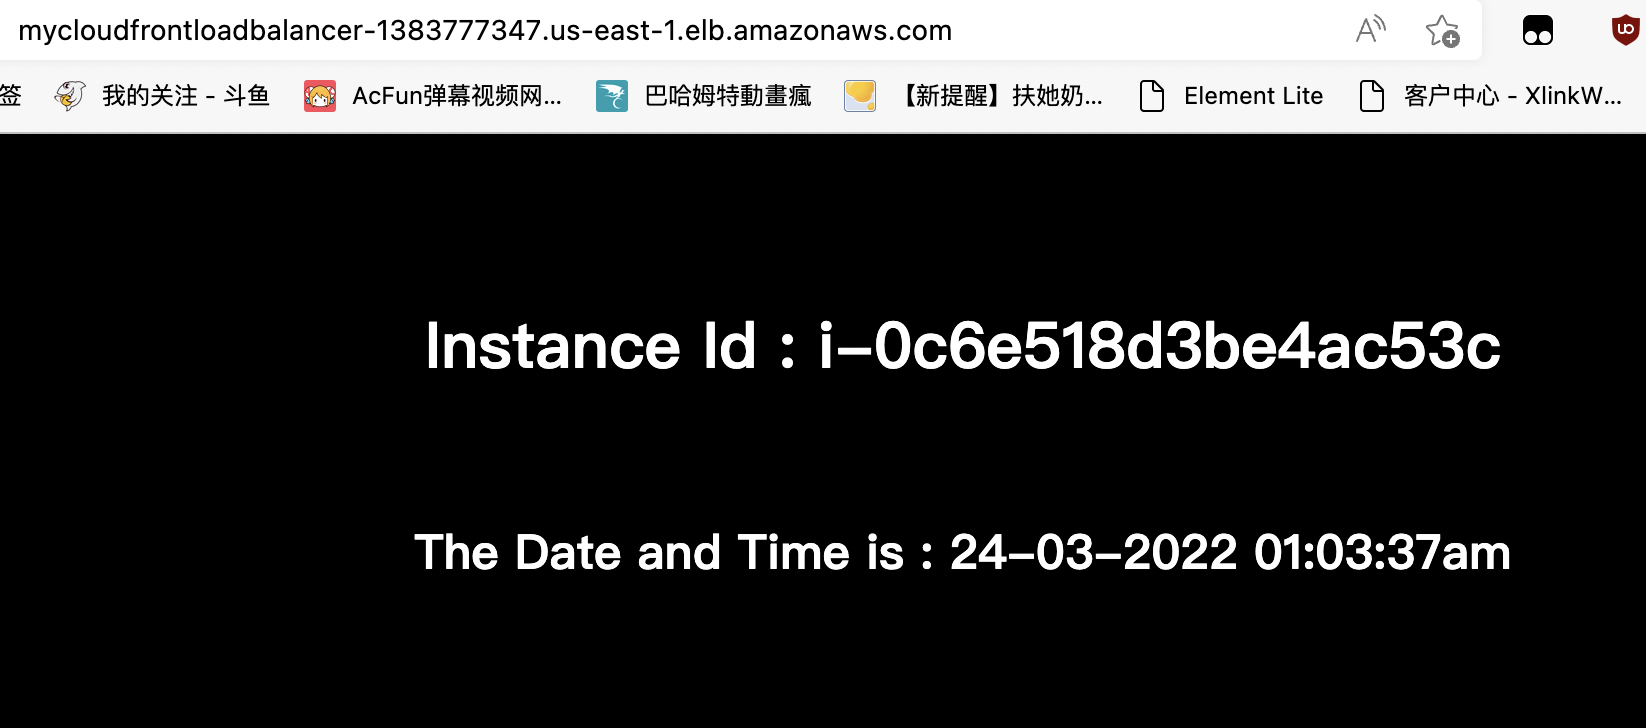 mycloudfrontloadbalancer-1383777347.us-east-1.elb.amazonaws.com
签 我的关注 - 斗鱼 AcFun弹幕视频网... 巴哈姆特動畫瘋 【新提醒】扶她奶... Element Lite 客户中心 - XlinkW...
Instance Id : i-0c6e518d3be4ac53c
The Date and Time is : 24-03-2022 01:03:37am